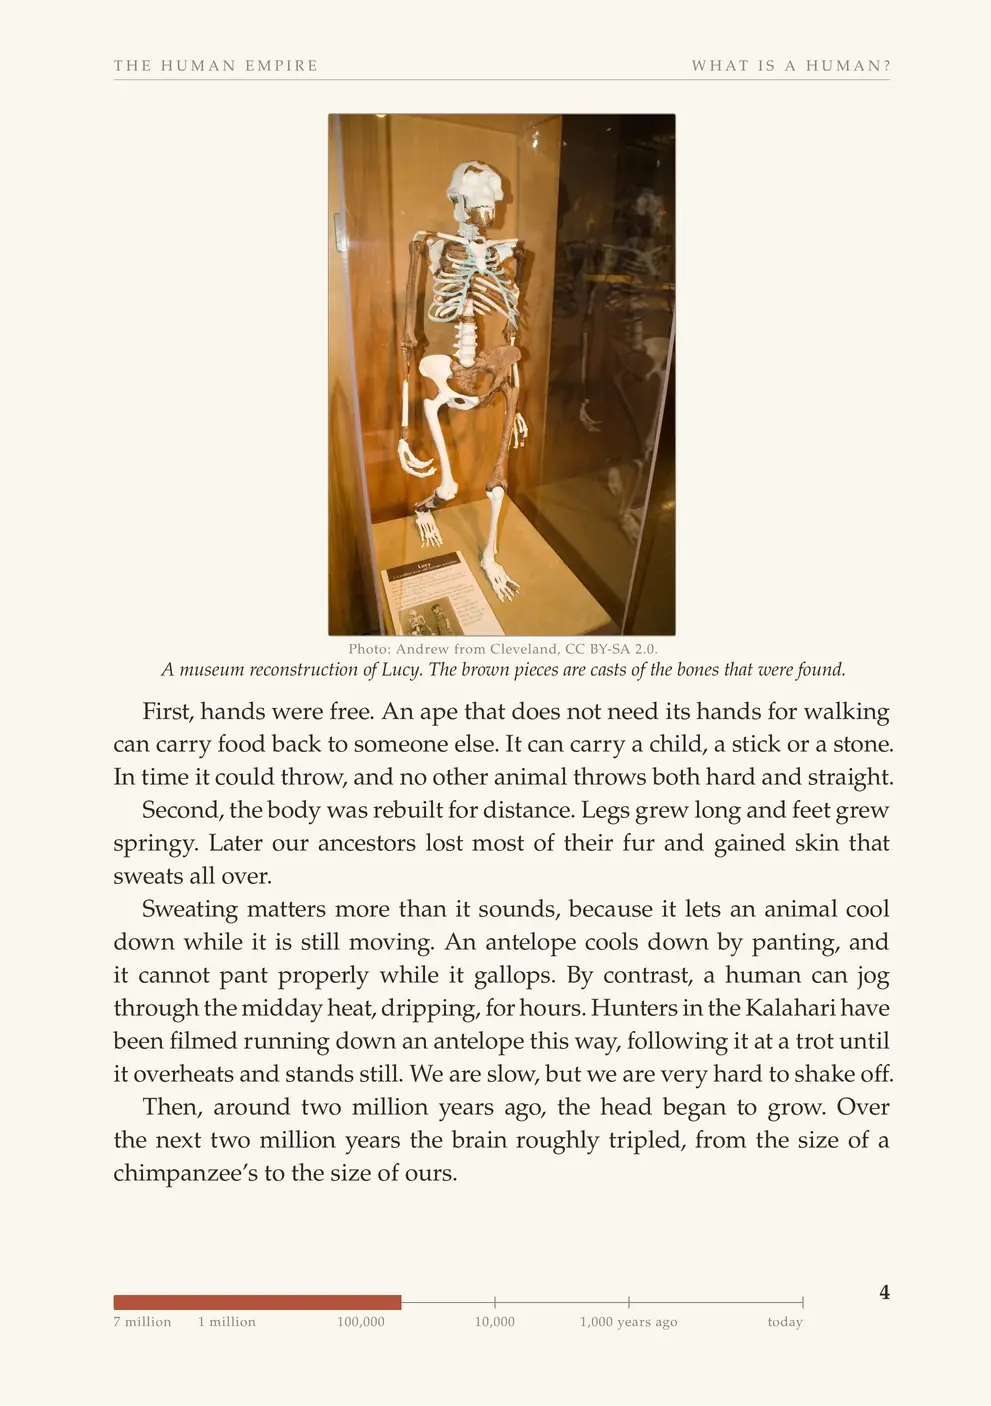 THE HUMAN EMPIRE
WHAT IS A HUMAN?
Lucy
Photo: Andrew from Cleveland, CC BY-SA 2.0.
A museum reconstruction of Lucy. The brown pieces are casts of the bones that were found.
First, hands were free. An ape that does not need its hands for walking
can carry food back to someone else. It can carry a child, a stick or a stone.
In time it could throw, and no other animal throws both hard and straight.
Second, the body was rebuilt for distance. Legs grew long and feet grew
springy. Later our ancestors lost most of their fur and gained skin that
sweats all over.
Sweating matters more than it sounds, because it lets an animal cool
down while it is still moving. An antelope cools down by panting, and
it cannot pant properly while it gallops. By contrast, a human can jog
through the midday heat, dripping, for hours. Hunters in the Kalahari have
been filmed running down an antelope this way, following it at a trot until
it overheats and stands still. We are slow, but we are very hard to shake off.
Then, around two million years ago, the head began to grow. Over
the next two million years the brain roughly tripled, from the size of a
chimpanzee’s to the size of ours.
4
7 million 1 million 100,000 10,000 1,000 years ago today